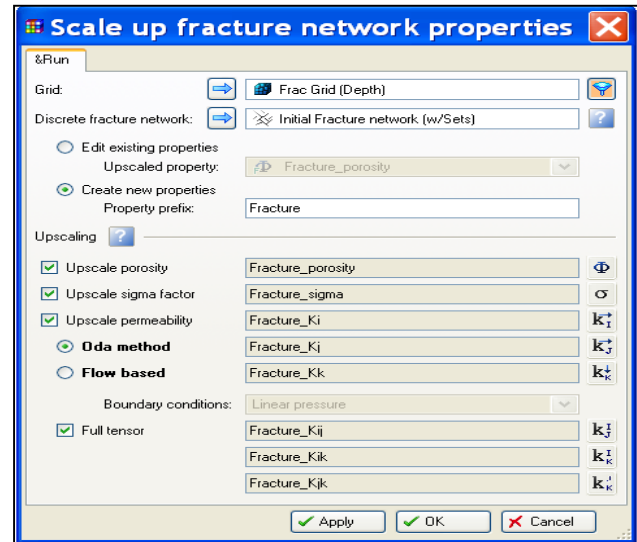 Scale up fracture network properties
&Run
Grid: Frac Grid (Depth)
Discrete fracture network: Initial Fracture network (w/Sets) ?
Edit existing properties
Upscaled property: Fracture_porosity
Create new properties
Property prefix: Fracture
Upscaling ?
Upscale porosity Fracture_porosity Φ
Upscale sigma factor Fracture_sigma σ
Upscale permeability Fracture_Ki
Oda method Fracture_Kj
Flow based Fracture_Kk
Boundary conditions: Linear pressure
Full tensor Fracture_Kij
Fracture_Kik
Fracture_Kjk
Apply OK Cancel